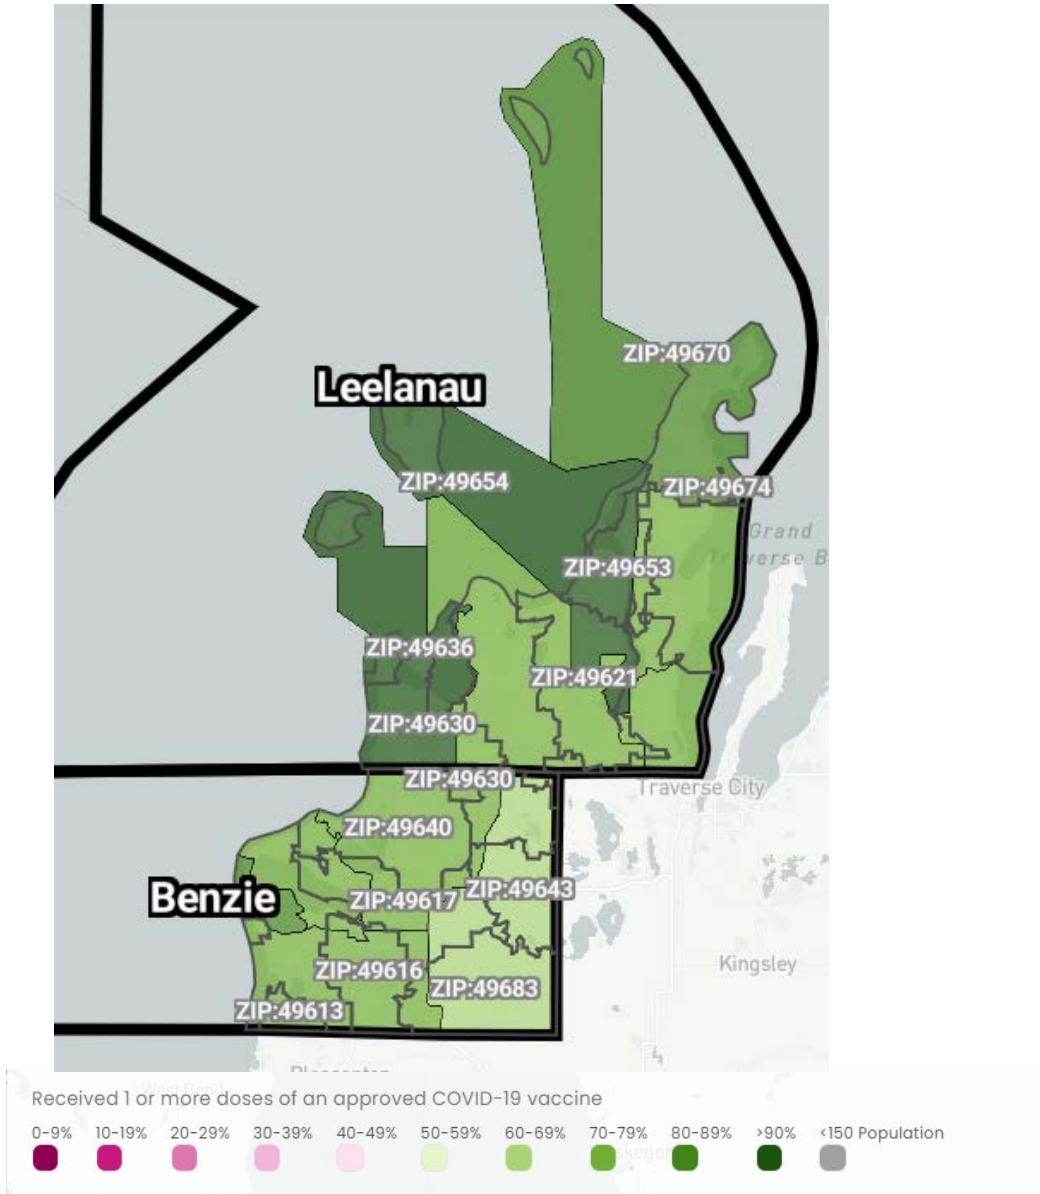 ZIP:49670
Leelanau
ZIP:49654
ZIP:49674
Grand
ZIP:49653
ZIP:49636
ZIP:49621
ZIP:49630
ZIP:49630
Traverse City
ZIP:49640
Benzie
ZIP:49643
ZIP:49617
ZIP:49616
Kingsley
ZIP:49683
ZIP:49613
West Bend
Received 1 or more doses of an approved COVID-19 vaccine
0-9% 10-19% 20-29% 30-39% 40-49% 50-59% 60-69% 70-79% 80-89% >90% <150 Population